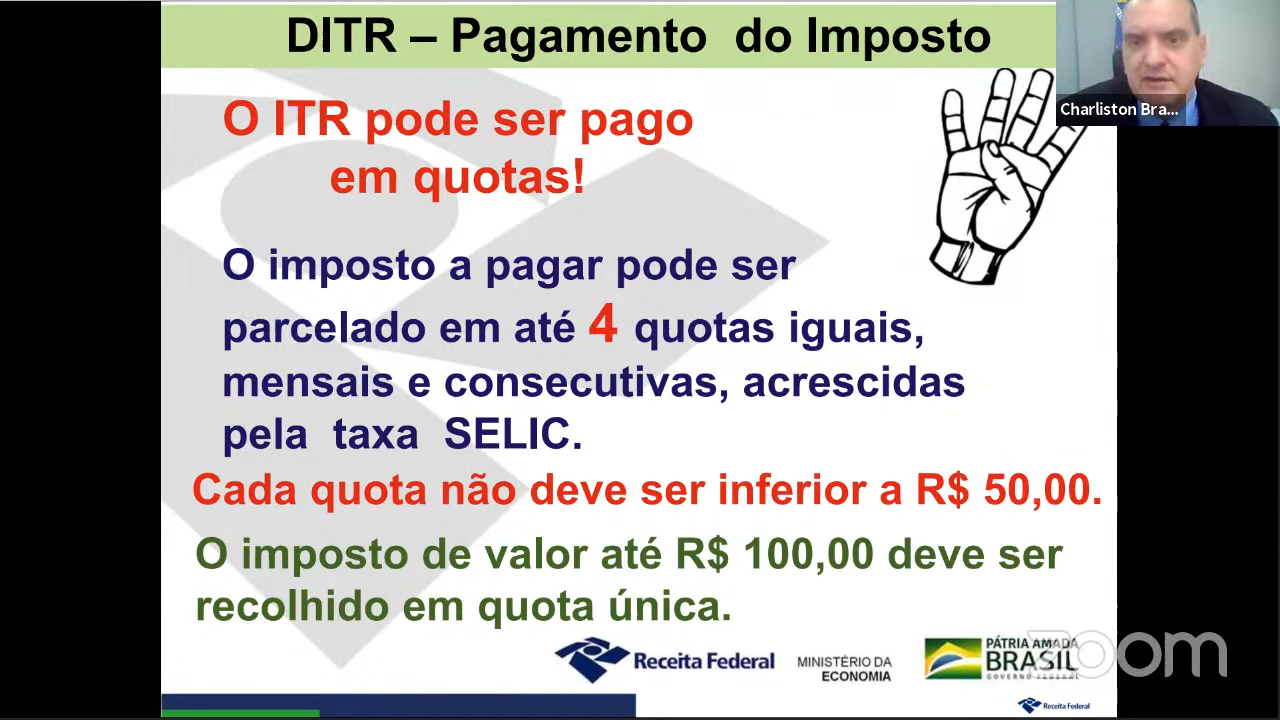 DITR – Pagamento do Imposto
Charliston Bra...
O ITR pode ser pago
em quotas!
O imposto a pagar pode ser
parcelado em até 4 quotas iguais,
mensais e consecutivas, acrescidas
pela taxa SELIC.
Cada quota não deve ser inferior a R$ 50,00.
O imposto de valor até R$ 100,00 deve ser
recolhido em quota única.
Receita Federal
MINISTÉRIO DA
ECONOMIA
PÁTRIA AMADA
BRASIL
GOVERNO FEDERAL
zoom
Receita Federal